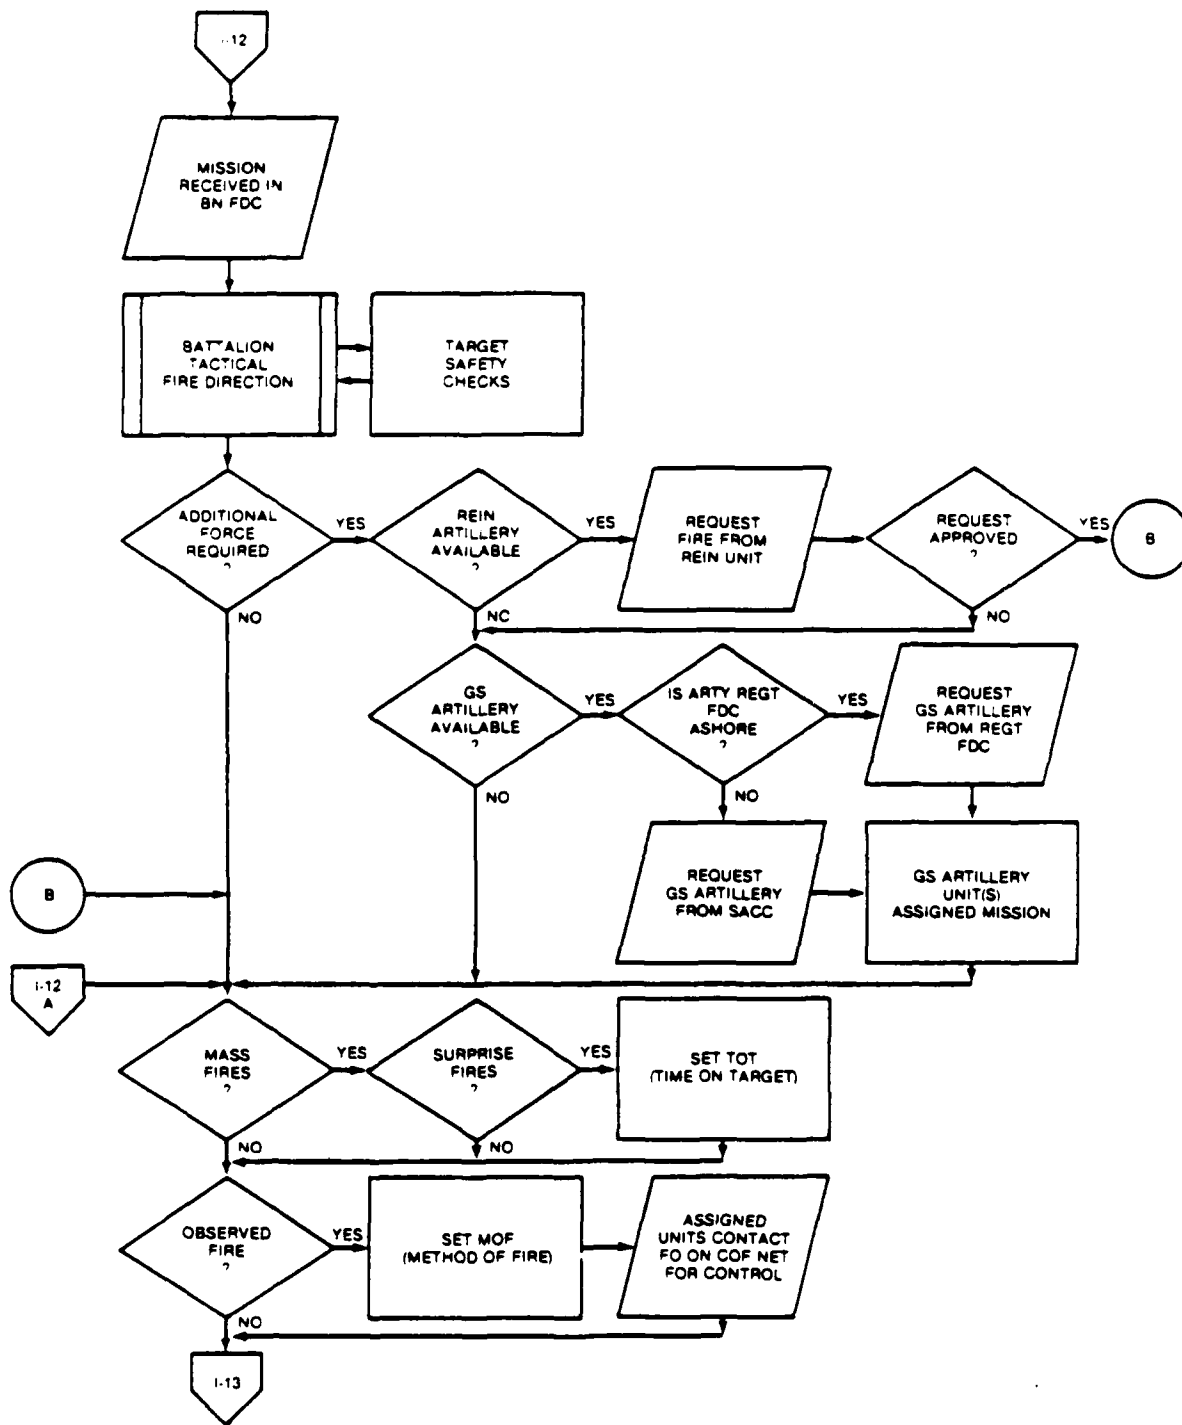 I-12
MISSION
RECEIVED IN
BN FDC
BATTALION
TACTICAL
FIRE DIRECTION
TARGET
SAFETY
CHECKS
ADDITIONAL
FORCE
REQUIRED
?
YES
NO
REIN
ARTILLERY
AVAILABLE
?
YES
NO
REQUEST
FIRE FROM
REIN UNIT
REQUEST
APPROVED
?
YES
NO
B
GS
ARTILLERY
AVAILABLE
?
YES
NO
IS ARTY REGT
FDC
ASHORE
?
YES
NO
REQUEST
GS ARTILLERY
FROM REGT
FDC
REQUEST
GS ARTILLERY
FROM SACC
GS ARTILLERY
UNIT(S)
ASSIGNED MISSION
B
I-12
A
MASS
FIRES
?
YES
NO
SURPRISE
FIRES
?
YES
NO
SET TOT
(TIME ON TARGET)
OBSERVED
FIRE
?
YES
NO
SET MOF
(METHOD OF FIRE)
ASSIGNED
UNITS CONTACT
FO ON COF NET
FOR CONTROL
I-13